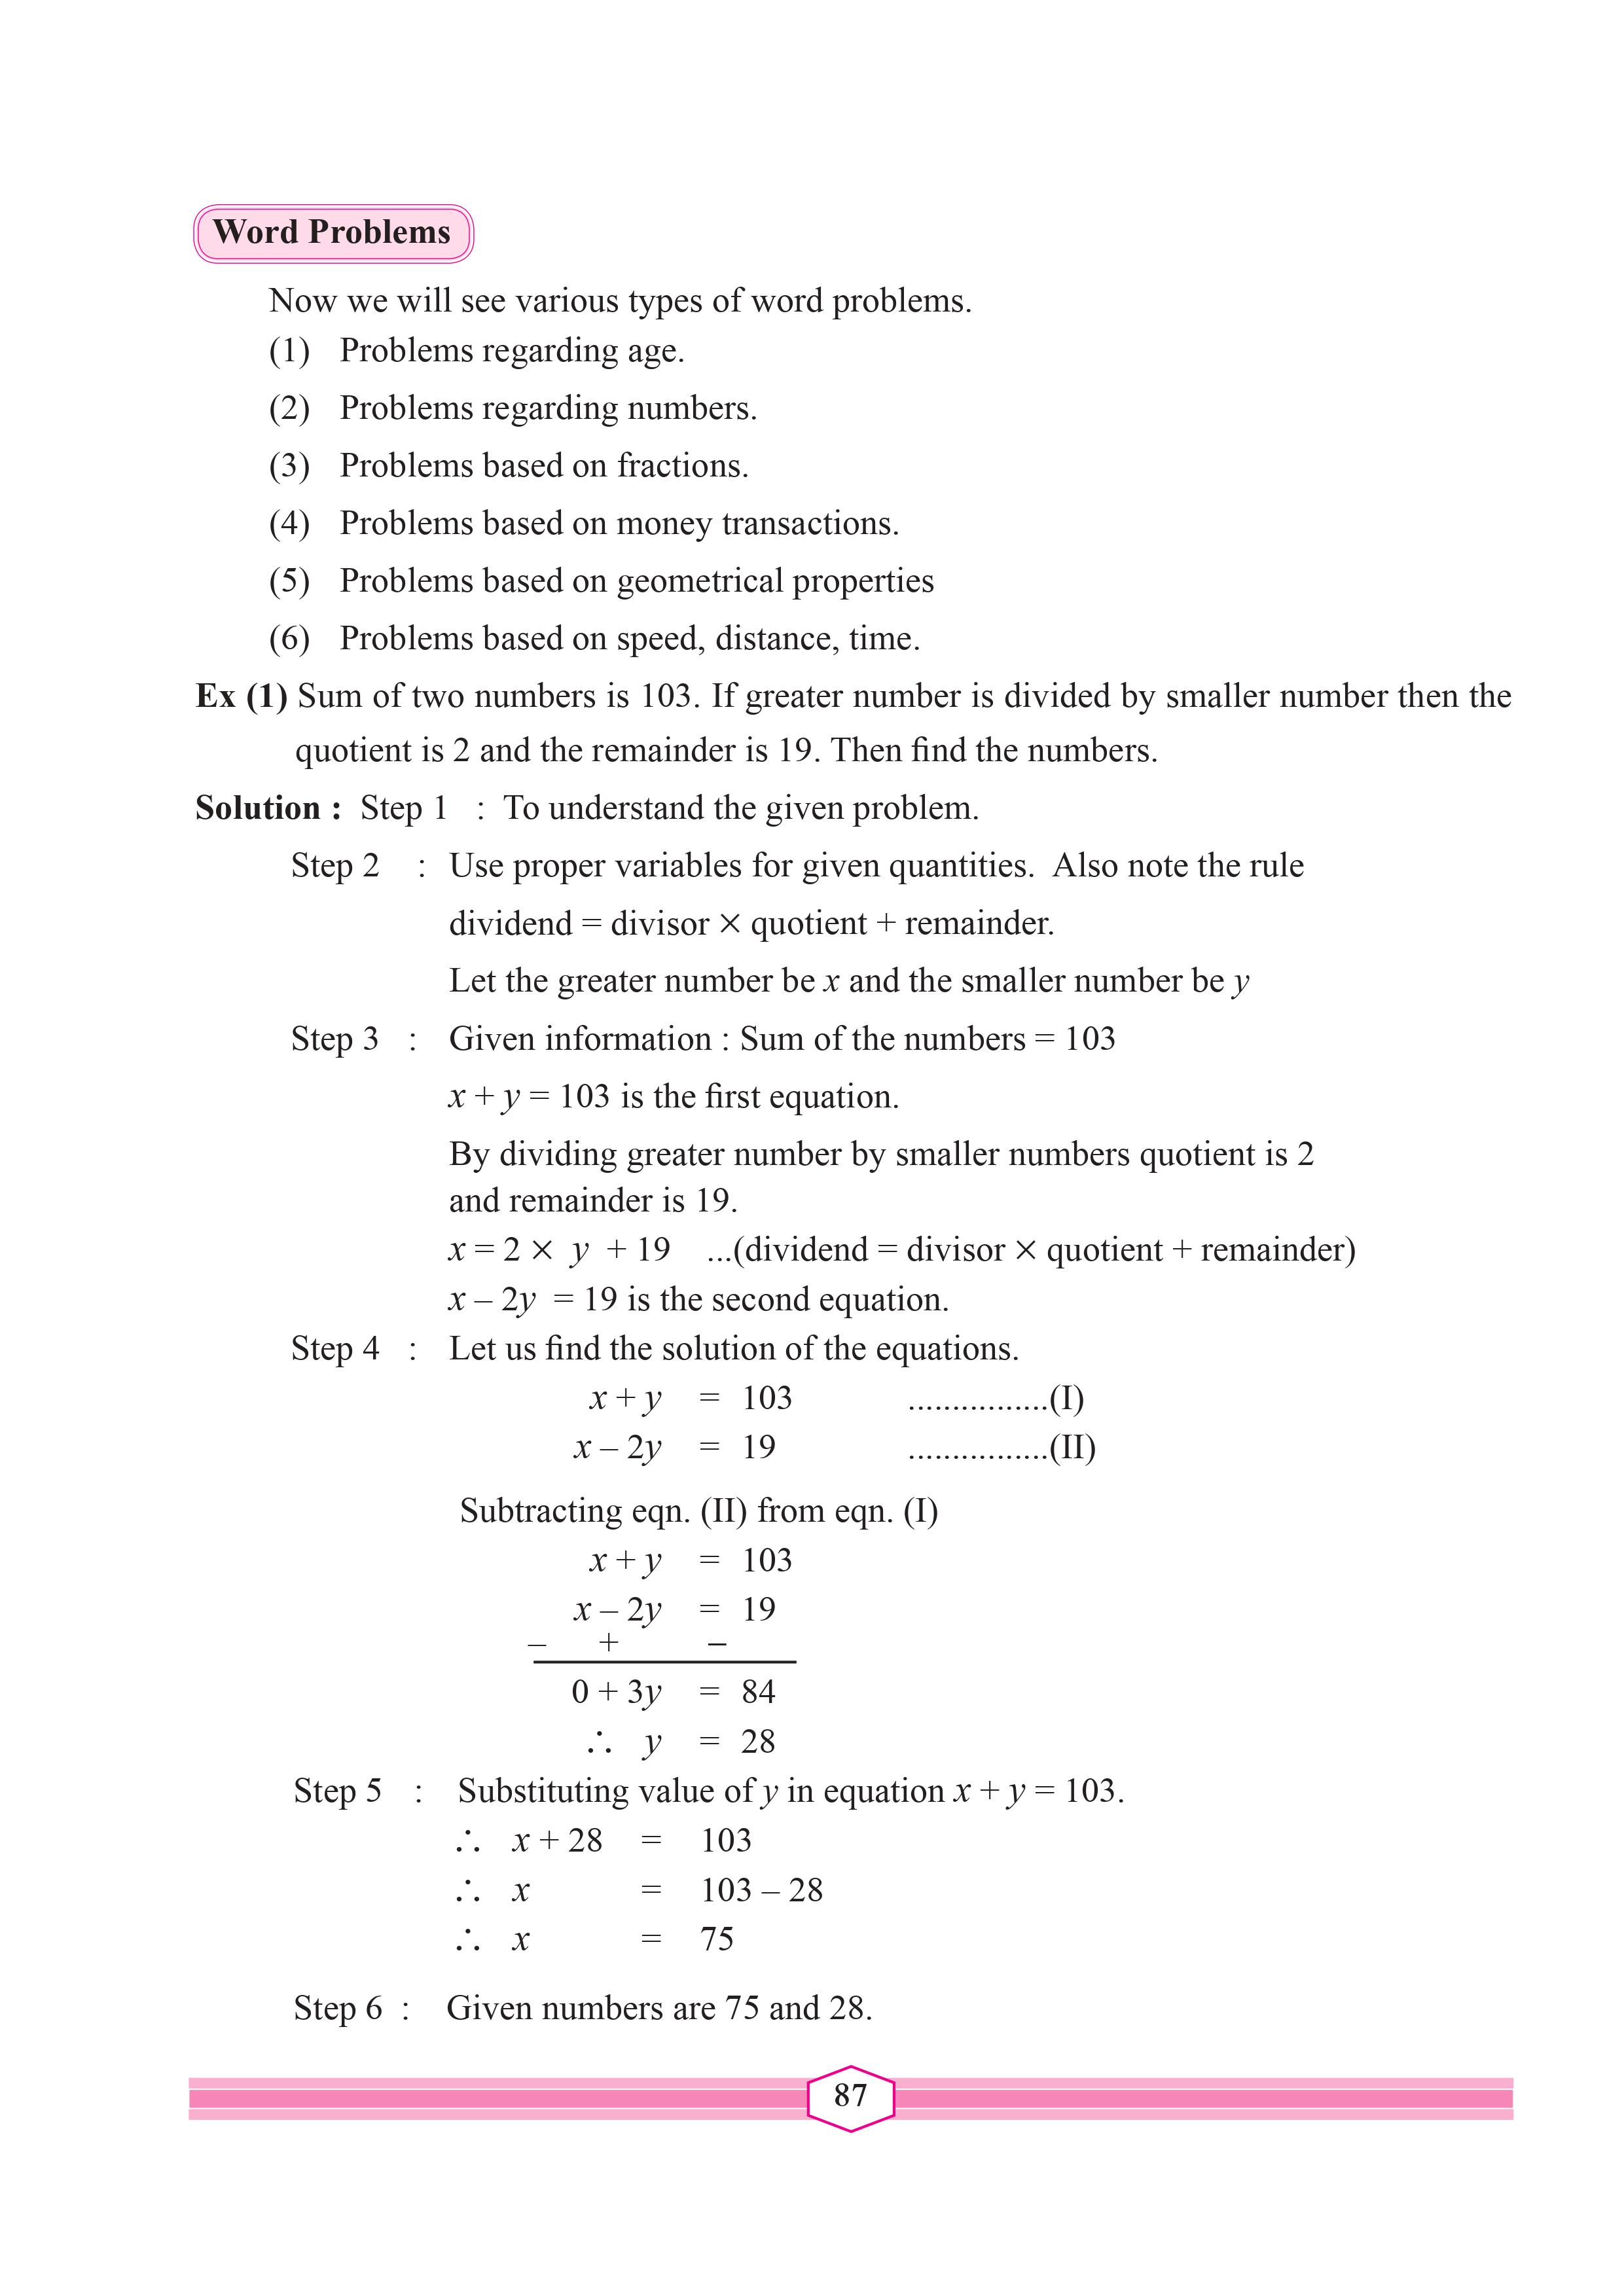 Word Problems
Now we will see various types of word problems.
(1) Problems regarding age.
(2) Problems regarding numbers.
(3) Problems based on fractions.
(4) Problems based on money transactions.
(5) Problems based on geometrical properties
(6) Problems based on speed, distance, time.
Ex (1) Sum of two numbers is 103. If greater number is divided by smaller number then the
quotient is 2 and the remainder is 19. Then find the numbers.
Solution : Step 1 : To understand the given problem.
Step 2 : Use proper variables for given quantities. Also note the rule
dividend = divisor × quotient + remainder.
Let the greater number be x and the smaller number be y
Step 3 : Given information : Sum of the numbers = 103
x + y = 103 is the first equation.
By dividing greater number by smaller numbers quotient is 2
and remainder is 19.
x = 2 × y + 19 ...(dividend = divisor × quotient + remainder)
x – 2y = 19 is the second equation.
Step 4 : Let us find the solution of the equations.
x + y = 103 ................(I)
x – 2y = 19 ................(II)
Subtracting eqn. (II) from eqn. (I)
x + y = 103
x – 2y = 19
– + –
0 + 3y = 84
∴ y = 28
Step 5 : Substituting value of y in equation x + y = 103.
∴ x + 28 = 103
∴ x = 103 – 28
∴ x = 75
Step 6 : Given numbers are 75 and 28.
87